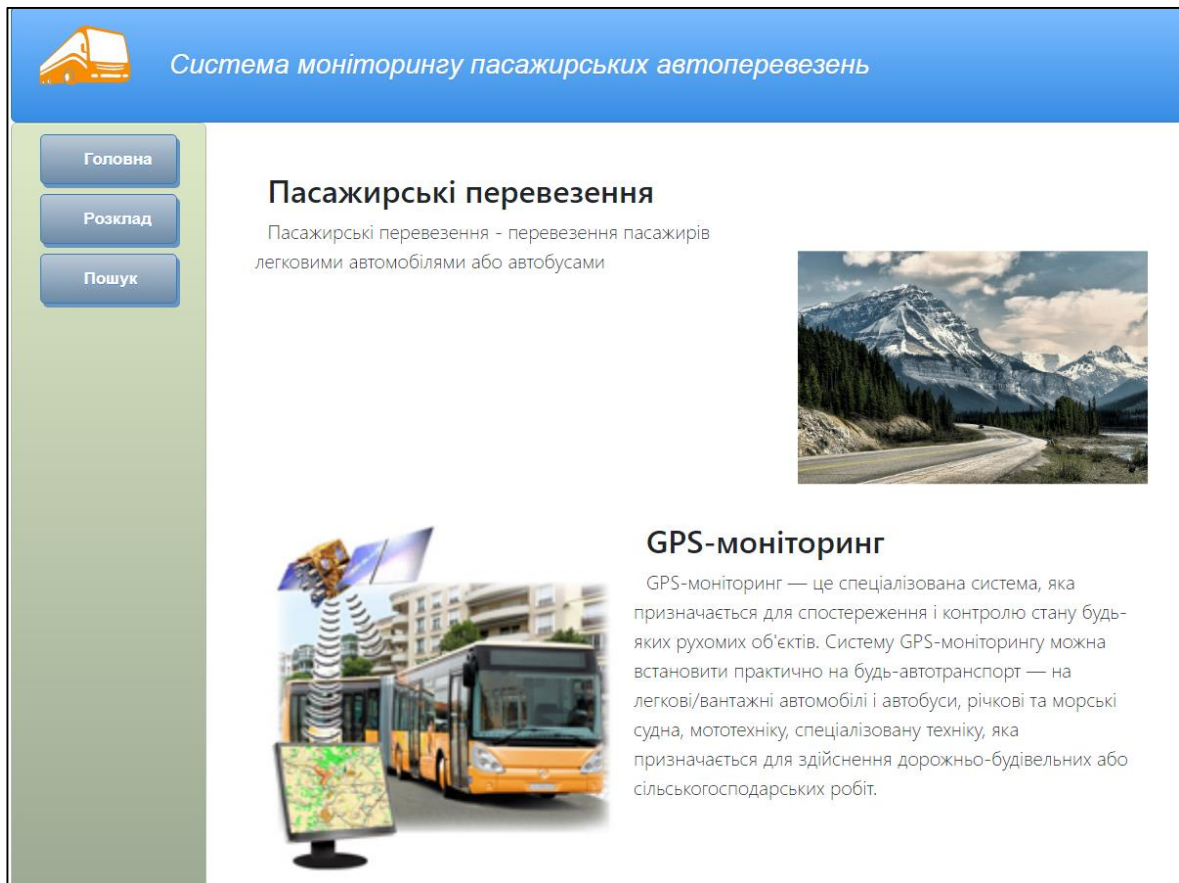 Система моніторингу пасажирських автоперевезень
Головна
Розклад
Пошук
Пасажирські перевезення
Пасажирські перевезення - перевезення пасажирів
легковими автомобілями або автобусами
GPS-моніторинг
GPS-моніторинг — це спеціалізована система, яка
призначається для спостереження і контролю стану будь-
яких рухомих об'єктів. Систему GPS-моніторингу можна
встановити практично на будь-автотранспорт — на
легкові/вантажні автомобілі і автобуси, річкові та морські
судна, мототехніку, спеціалізовану техніку, яка
призначається для здійснення дорожньо-будівельних або
сільськогосподарських робіт.